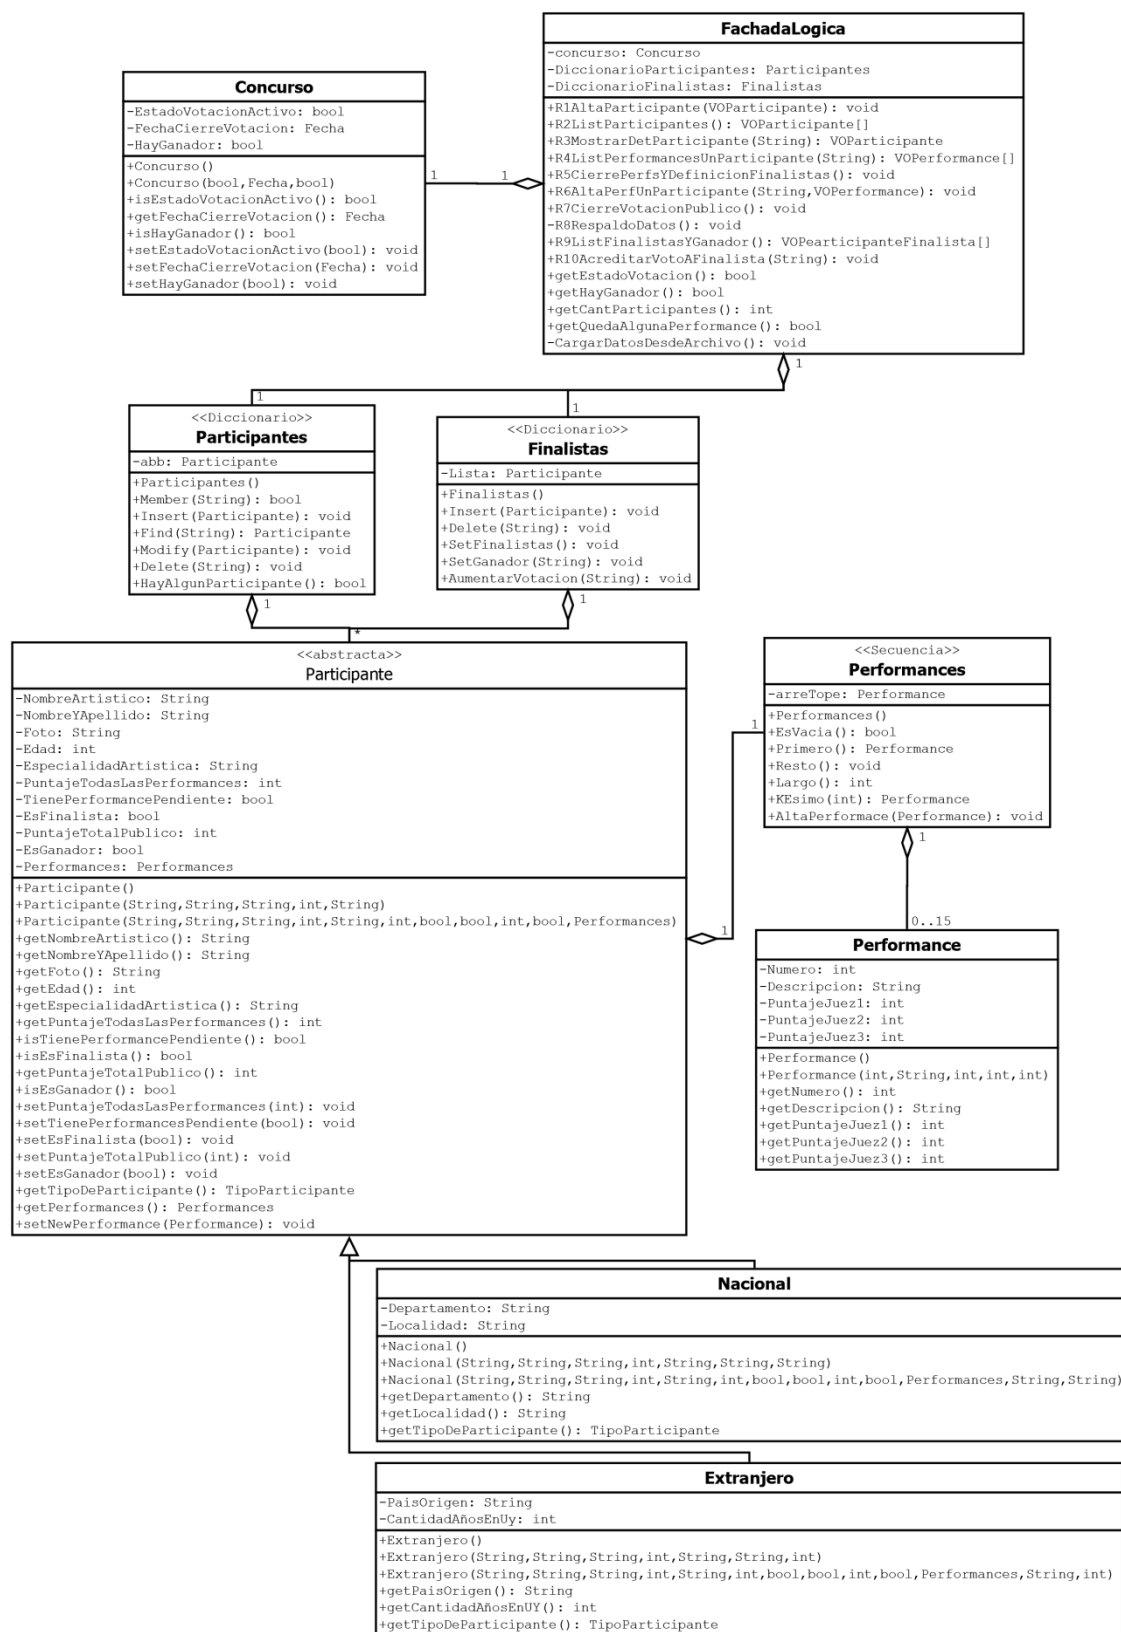 FachadaLogica
-concurso: Concurso
-DiccionarioParticipantes: Participantes
-DiccionarioFinalistas: Finalistas
+R1AltaParticipante(VOParticipante): void
+R2ListParticipantes(): VOParticipante[]
+R3MostrarDetParticipante(String): VOParticipante
+R4ListPerformancesUnParticipante(String): VOPerformance[]
+R5CierrePerfsYDefinicionFinalistas(): void
+R6AltaPerfUnParticipante(String,VOPerformance): void
+R7CierreVotacionPublico(): void
-R8RespaldoDatos(): void
+R9ListFinalistasYGanador(): VOPearticipanteFinalista[]
+R10AcreditarVotoAFinalista(String): void
+getEstadoVotacion(): bool
+getHayGanador(): bool
+getCantParticipantes(): int
+getQuedaAlgunaPerformance(): bool
-CargarDatosDesdeArchivo(): void
Concurso
-EstadoVotacionActivo: bool
-FechaCierreVotacion: Fecha
-HayGanador: bool
+Concurso()
+Concurso(bool,Fecha,bool)
+isEstadoVotacionActivo(): bool
+getFechaCierreVotacion(): Fecha
+isHayGanador(): bool
+setEstadoVotacionActivo(bool): void
+setFechaCierreVotacion(Fecha): void
+setHayGanador(bool): void
1 1
1
1 1
<<Diccionario>>
Participantes
-abb: Participante
+Participantes()
+Member(String): bool
+Insert(Participante): void
+Find(String): Participante
+Modify(Participante): void
+Delete(String): void
+HayAlgunParticipante(): bool
<<Diccionario>>
Finalistas
-Lista: Participante
+Finalistas()
+Insert(Participante): void
+Delete(String): void
+SetFinalistas(): void
+SetGanador(String): void
+AumentarVotacion(String): void
1 1
*
<<abstracta>>
Participante
-NombreArtistico: String
-NombreYApellido: String
-Foto: String
-Edad: int
-EspecialidadArtistica: String
-PuntajeTodasLasPerformances: int
-TienePerformancePendiente: bool
-EsFinalista: bool
-PuntajeTotalPublico: int
-EsGanador: bool
-Performances: Performances
+Participante()
+Participante(String,String,String,int,String)
+Participante(String,String,String,int,String,int,bool,bool,int,bool,Performances)
+getNombreArtistico(): String
+getNombreYApellido(): String
+getFoto(): String
+getEdad(): int
+getEspecialidadArtistica(): String
+getPuntajeTodasLasPerformances(): int
+isTienePerformancePendiente(): bool
+isEsFinalista(): bool
+getPuntajeTotalPublico(): int
+isEsGanador(): bool
+setPuntajeTodasLasPerformances(int): void
+setTienePerformancesPendiente(bool): void
+setEsFinalista(bool): void
+setPuntajeTotalPublico(int): void
+setEsGanador(bool): void
+getTipoDeParticipante(): TipoParticipante
+getPerformances(): Performances
+setNewPerformance(Performance): void
1
1
<<Secuencia>>
Performances
-arreTope: Performance
+Performances()
+EsVacia(): bool
+Primero(): Performance
+Resto(): void
+Largo(): int
+KEsimo(int): Performance
+AltaPerformace(Performance): void
1
0..15
Performance
-Numero: int
-Descripcion: String
-PuntajeJuez1: int
-PuntajeJuez2: int
-PuntajeJuez3: int
+Performance()
+Performance(int,String,int,int,int)
+getNumero(): int
+getDescripcion(): String
+getPuntajeJuez1(): int
+getPuntajeJuez2(): int
+getPuntajeJuez3(): int
Nacional
-Departamento: String
-Localidad: String
+Nacional()
+Nacional(String,String,String,int,String,String,String)
+Nacional(String,String,String,int,String,int,bool,bool,int,bool,Performances,String,String)
+getDepartamento(): String
+getLocalidad(): String
+getTipoDeParticipante(): TipoParticipante
Extranjero
-PaisOrigen: String
-CantidadAñosEnUy: int
+Extranjero()
+Extranjero(String,String,String,int,String,String,int)
+Extranjero(String,String,String,int,String,int,bool,bool,int,bool,Performances,String,int)
+getPaisOrigen(): String
+getCantidadAñosEnUY(): int
+getTipoDeParticipante(): TipoParticipante